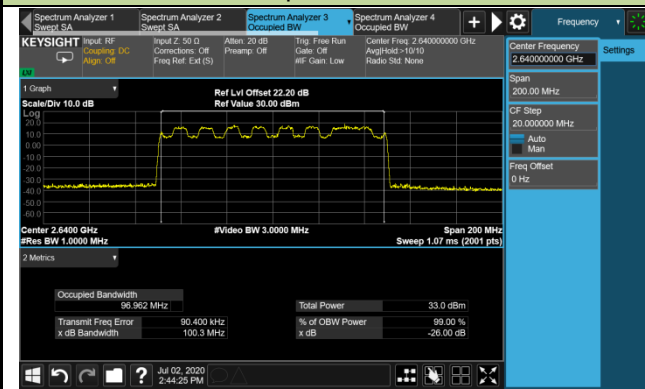 Spectrum Analyzer 1
Swept SA
Spectrum Analyzer 2
Swept SA
Spectrum Analyzer 3
Occupied BW
Spectrum Analyzer 4
Occupied BW
Frequency
KEYSIGHT
Input: RF
Coupling: DC
Align: Off
Input Z: 50 Ω
Corrections: Off
Freq Ref: Ext (S)
Atten: 20 dB
Preamp: Off
Trig: Free Run
Gate: Off
#IF Gain: Low
Center Freq: 2.640000000 GHz
Avg|Hold:>10/10
Radio Std: None
Center Frequency
2.640000000 GHz
Settings
Span
200.00 MHz
CF Step
20.000000 MHz
Auto
Man
Freq Offset
0 Hz
1 Graph
Scale/Div 10.0 dB
Ref Lvl Offset 22.20 dB
Ref Value 30.00 dBm
Log
20.0
10.0
0.00
-10.0
-20.0
-30.0
-40.0
-50.0
-60.0
Center 2.6400 GHz
#Video BW 3.0000 MHz
Span 200 MHz
#Res BW 1.0000 MHz
Sweep 1.07 ms (2001 pts)
2 Metrics
Occupied Bandwidth
96.962 MHz
Total Power
33.0 dBm
Transmit Freq Error
90.400 kHz
% of OBW Power
99.00 %
x dB Bandwidth
100.3 MHz
x dB
-26.00 dB
?
Jul 02, 2020
2:44:25 PM